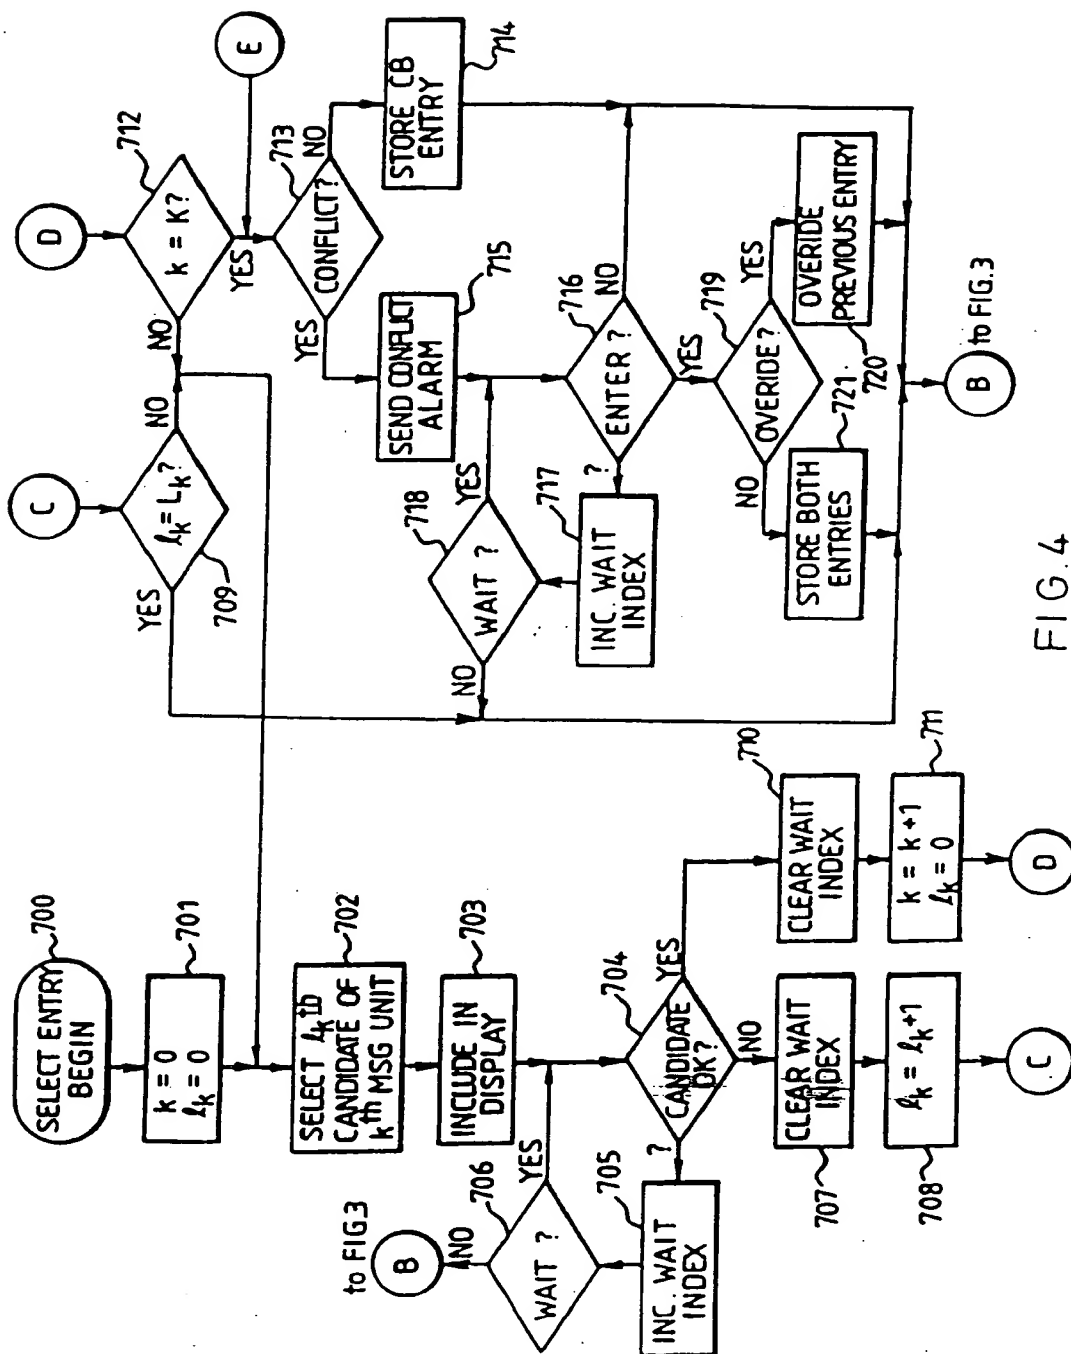 SELECT ENTRY
BEGIN
700
k = 0
ℓk = 0
701
SELECT ℓk th
CANDIDATE OF
kth MSG UNIT
702
INCLUDE IN
DISPLAY
703
CANDIDATE
OK?
704
YES
NO
?
INC. WAIT
INDEX
705
WAIT ?
706
YES
NO
B
to FIG3
CLEAR WAIT
INDEX
707
ℓk = ℓk+1
708
C
CLEAR WAIT
INDEX
710
k = k+1
ℓk = 0
711
D
C
ℓk = Lk?
709
YES
NO
D
k = K?
712
NO
YES
E
CONFLICT?
713
YES
NO
STORE CB
ENTRY
714
SEND CONFLICT
ALARM
715
ENTER ?
716
NO
YES
?
INC. WAIT
INDEX
717
WAIT ?
718
YES
NO
OVERIDE?
719
YES
NO
OVERIDE
PREVIOUS ENTRY
720
STORE BOTH
ENTRIES
721
B
to FIG.3
FIG.4